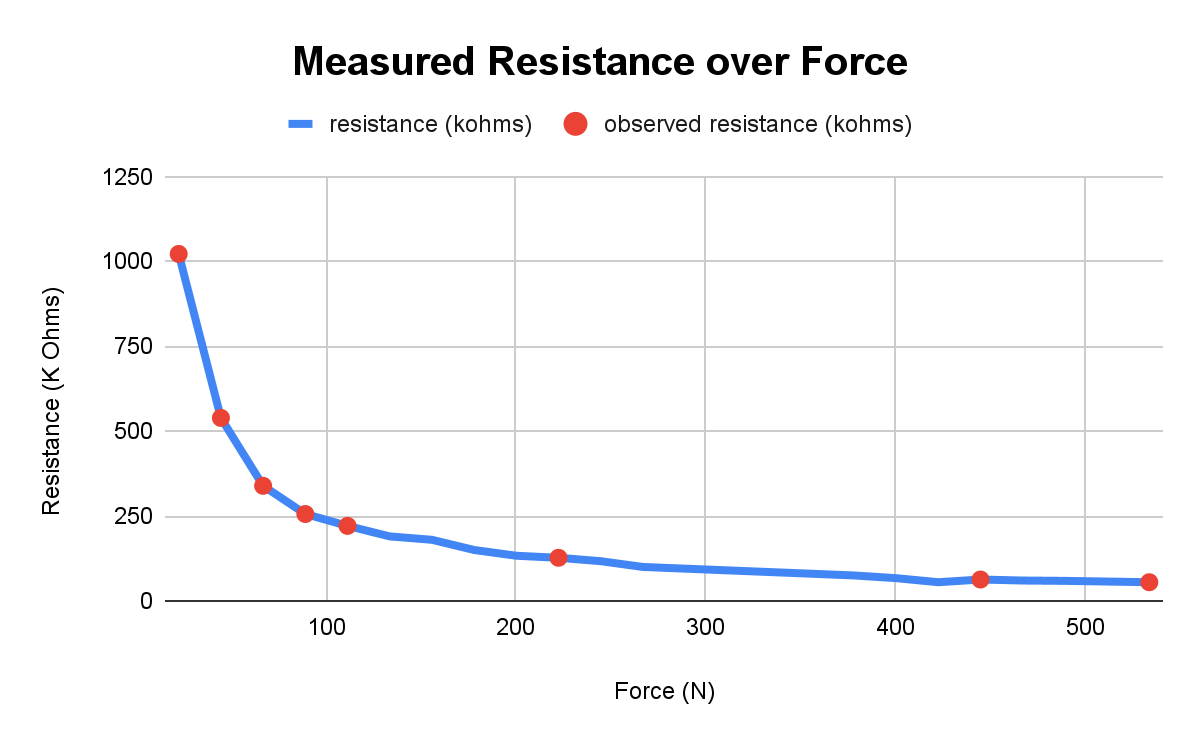 Measured Resistance over Force
resistance (kohms) observed resistance (kohms)
1250
1000
750
500
250
0
Resistance (K Ohms)
100 200 300 400 500
Force (N)